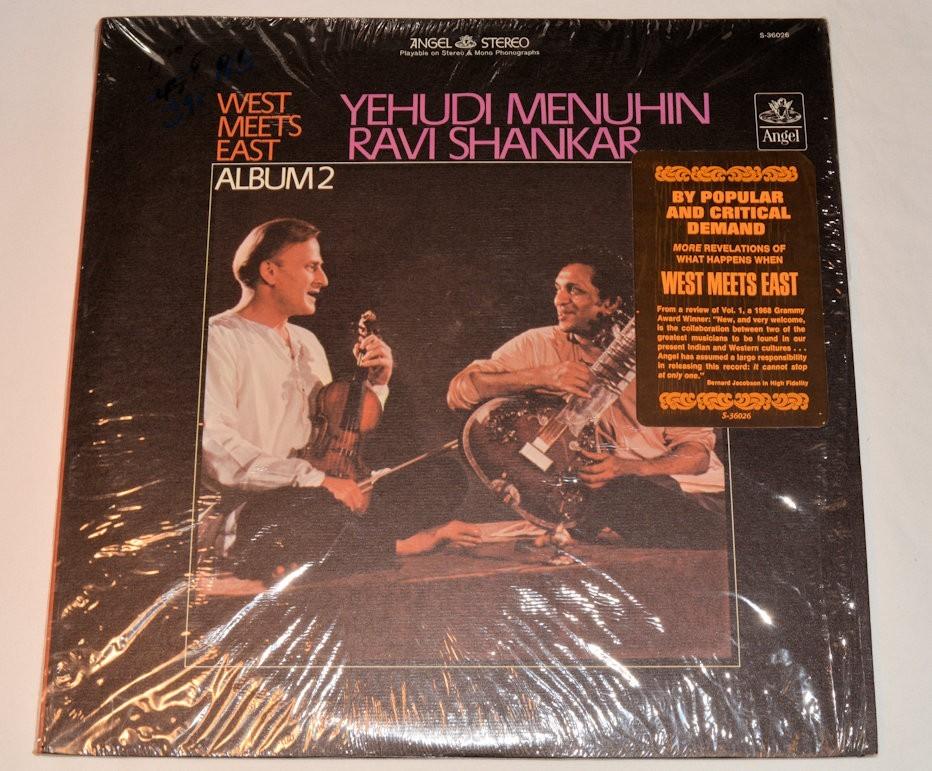 ANGEL STEREO
Playable on Stereo & Mono Phonographs
S-36026
WEST
MEETS
EAST
YEHUDI MENUHIN
RAVI SHANKAR
Angel
ALBUM 2
BY POPULAR
AND CRITICAL
DEMAND
MORE REVELATIONS OF
WHAT HAPPENS WHEN
WEST MEETS EAST
From a review of Vol. 1, a 1968 Grammy
Award Winner: "New, and very welcome,
is the collaboration between two of the
greatest musicians to be found in our
present Indian and Western cultures . . .
Angel has assumed a large responsibility
in releasing this record: it cannot stop
at only one."
Bernard Jacobson in High Fidelity
S-36026